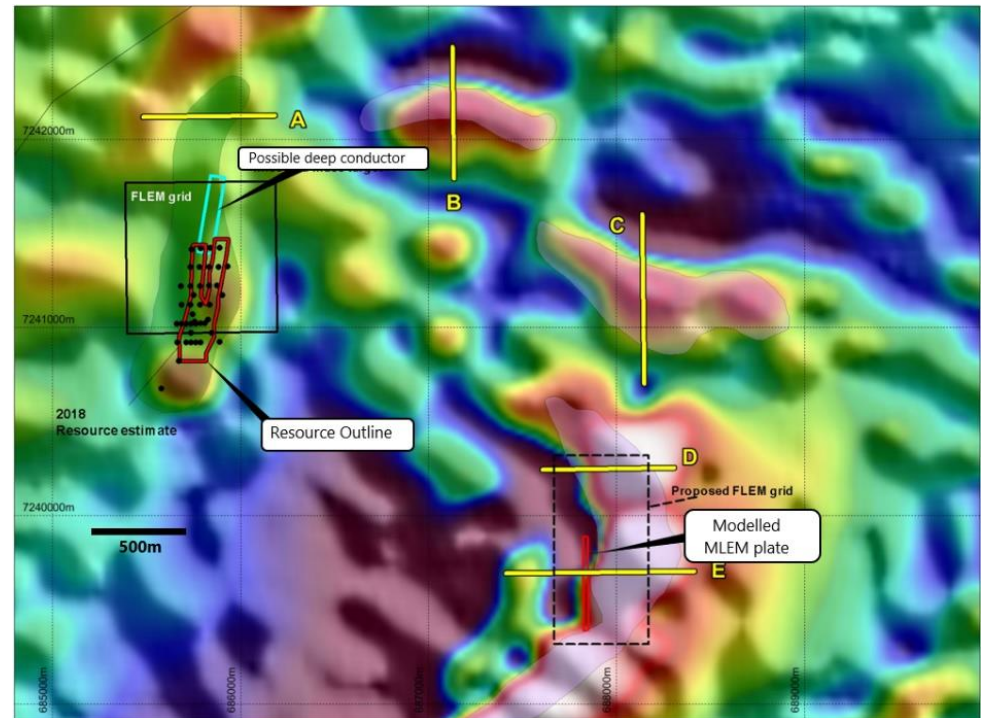 A
7242000m
Possible deep conductor
FLEM grid
B
C
7241000m
2018
Resource estimate
Resource Outline
D
Proposed FLEM grid
7240000m
Modelled
MLEM plate
500m
E
685000m
686000m
687000m
688000m
689000m